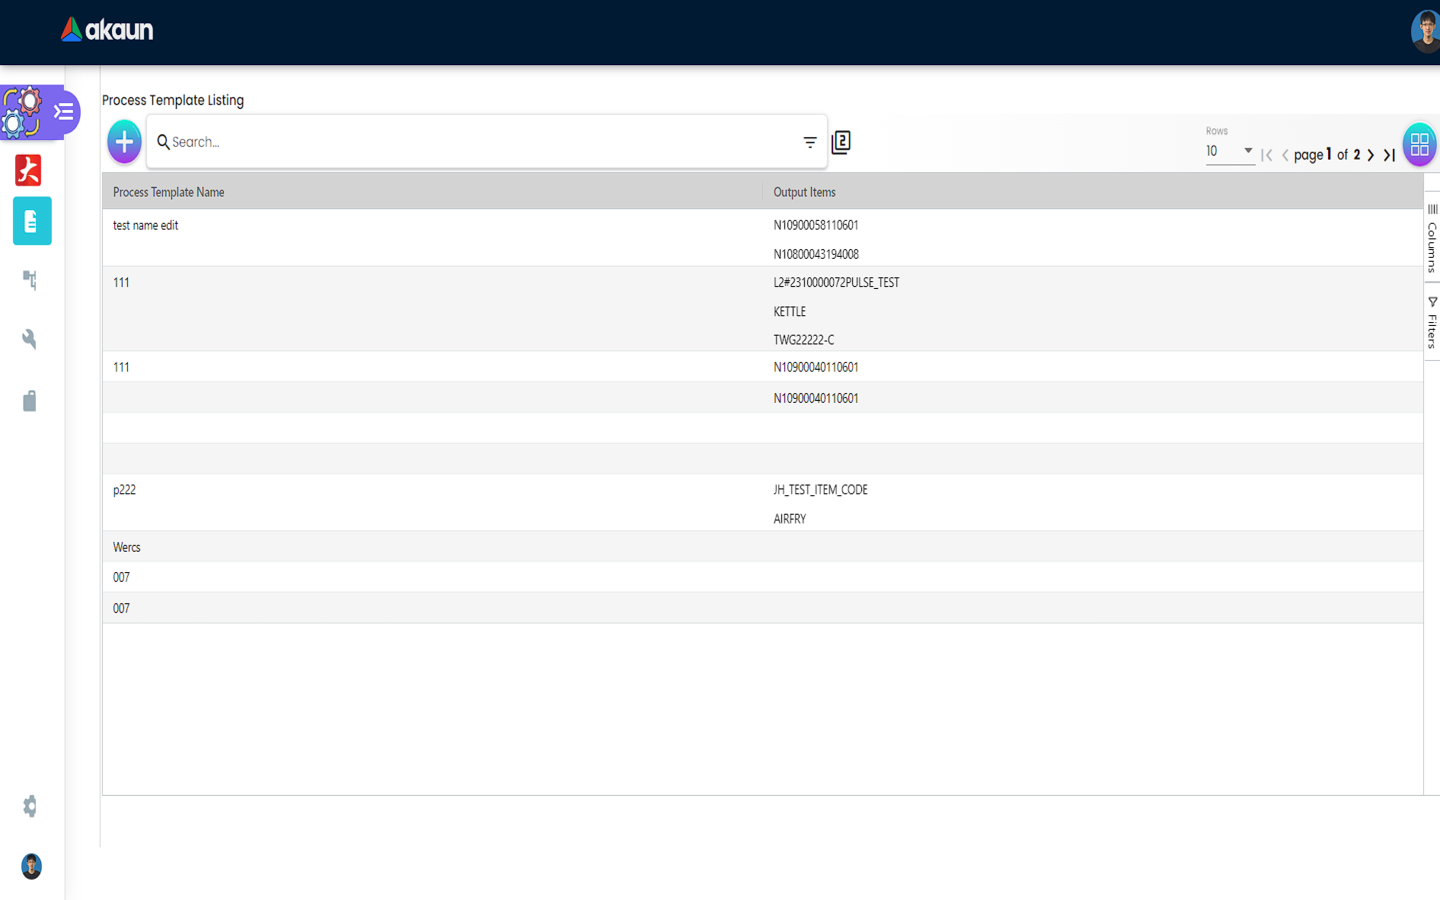 akaun
Process Template Listing
Search...
2
Rows
10
page 1 of 2
Process Template Name Output Items
test name edit N10900058110601
N10800043194008
111 L2#2310000072PULSE_TEST
KETTLE
TWG22222-C
111 N10900040110601
N10900040110601
p222 JH_TEST_ITEM_CODE
AIRFRY
Wercs
007
007
Columns
Filters